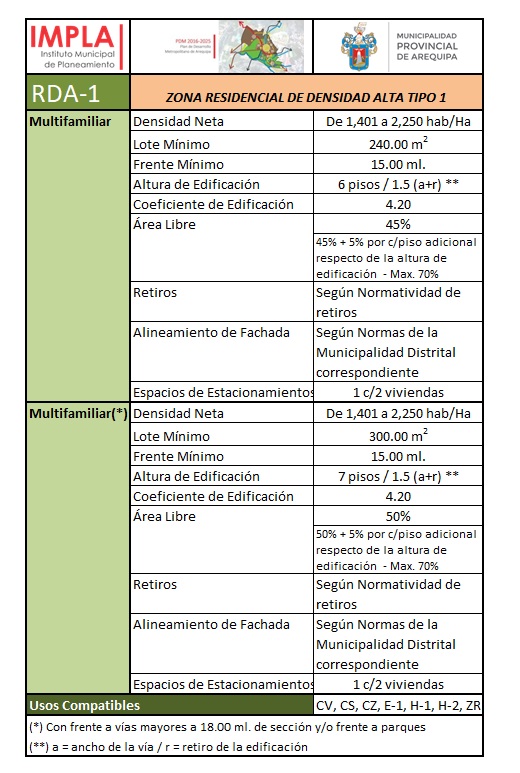 IMPLA
Instituto Municipal
de Planeamiento
PDM 2016-2025
Plan de Desarrollo
Metropolitano de Arequipa
MUNICIPALIDAD
PROVINCIAL
DE AREQUIPA
RDA-1
ZONA RESIDENCIAL DE DENSIDAD ALTA TIPO 1
Multifamiliar
Densidad Neta De 1,401 a 2,250 hab/Ha
Lote Mínimo 240.00 m²
Frente Mínimo 15.00 ml.
Altura de Edificación 6 pisos / 1.5 (a+r) **
Coeficiente de Edificación 4.20
Área Libre 45%
45% + 5% por c/piso adicional
respecto de la altura de
edificación - Max. 70%
Retiros Según Normatividad de
retiros
Alineamiento de Fachada Según Normas de la
Municipalidad Distrital
correspondiente
Espacios de Estacionamientos 1 c/2 viviendas
Multifamiliar(*)
Densidad Neta De 1,401 a 2,250 hab/Ha
Lote Mínimo 300.00 m²
Frente Mínimo 15.00 ml.
Altura de Edificación 7 pisos / 1.5 (a+r) **
Coeficiente de Edificación 4.20
Área Libre 50%
50% + 5% por c/piso adicional
respecto de la altura de
edificación - Max. 70%
Retiros Según Normatividad de
retiros
Alineamiento de Fachada Según Normas de la
Municipalidad Distrital
correspondiente
Espacios de Estacionamientos 1 c/2 viviendas
Usos Compatibles CV, CS, CZ, E-1, H-1, H-2, ZR
(*) Con frente a vías mayores a 18.00 ml. de sección y/o frente a parques
(**) a = ancho de la vía / r = retiro de la edificación